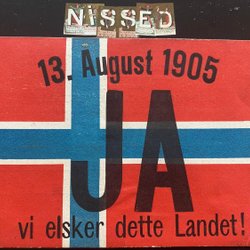 NiSSED
13. August 1905
JA
vi elsker dette Landet!